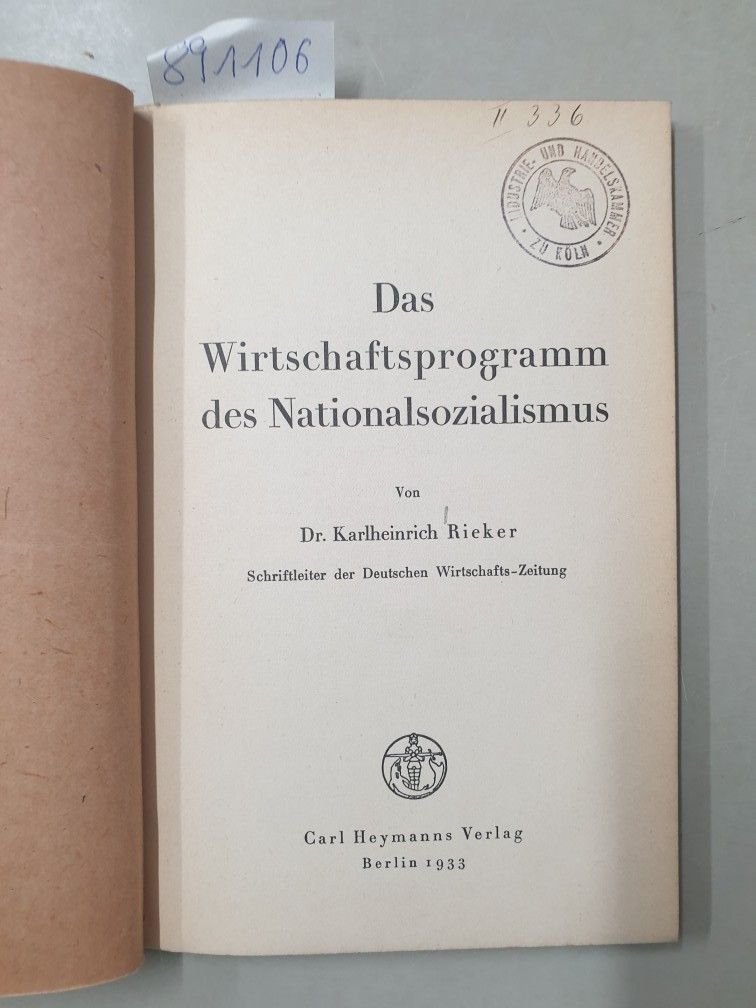 891106
II 336
INDUSTRIE- UND HANDELSKAMMER
ZU KÖLN
Das
Wirtschaftsprogramm
des Nationalsozialismus
Von
Dr. Karlheinrich Rieker
Schriftleiter der Deutschen Wirtschafts-Zeitung
Carl Heymanns Verlag
Berlin 1933